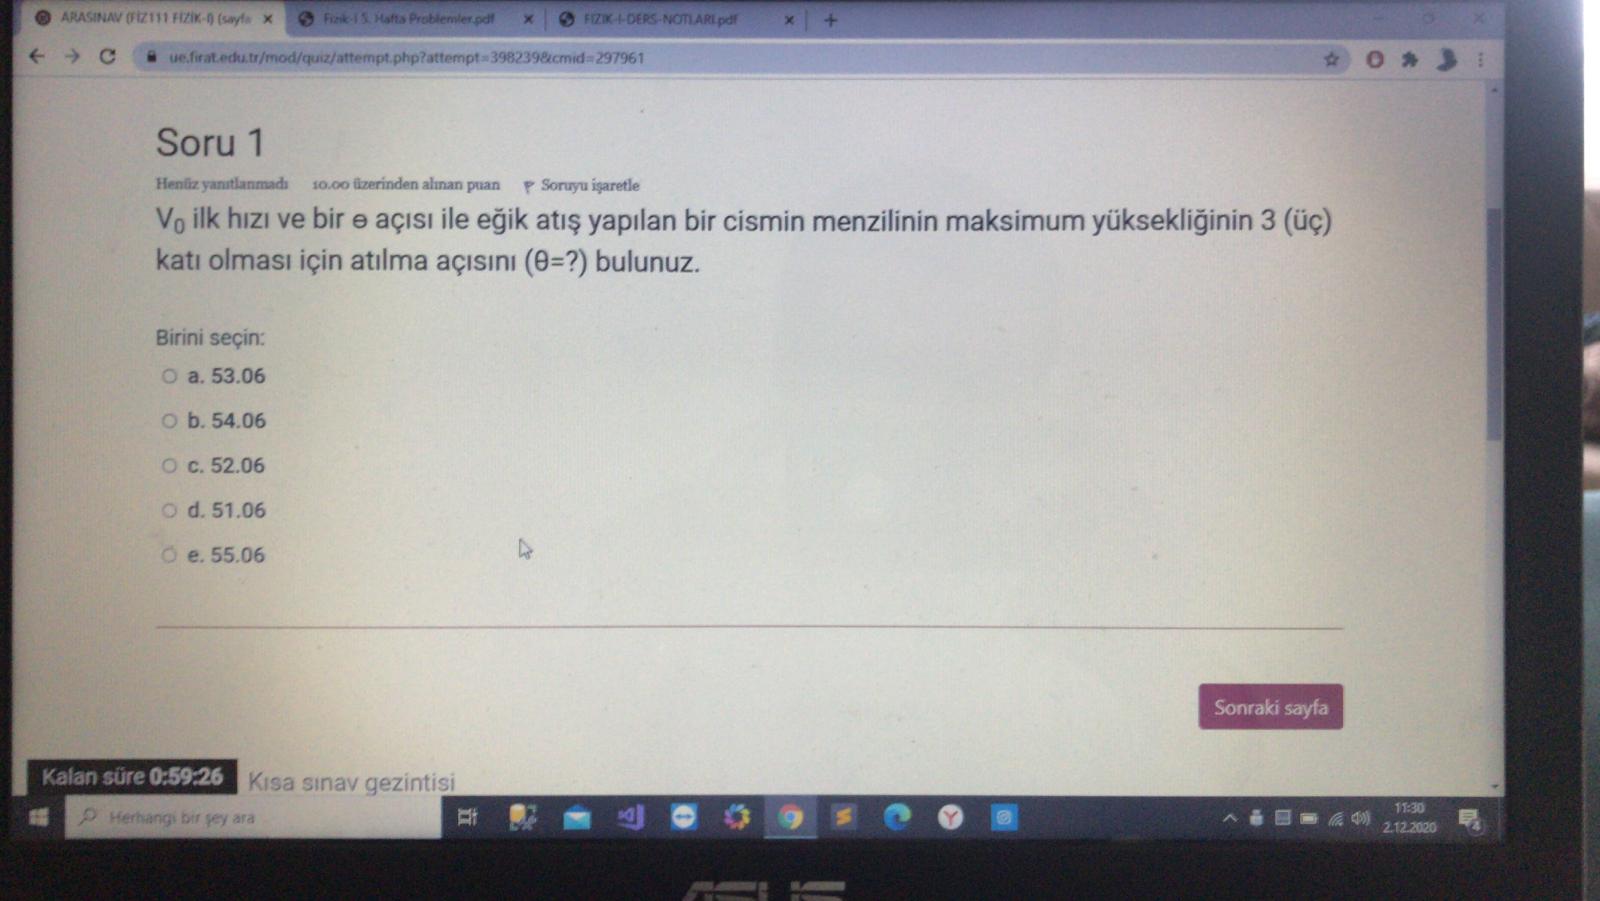 ARASINAV (FİZ111 FİZİK-I) (sayfa
Fizik-I 5. Hafta Problemler.pdf
FIZIK-I-DERS-NOTLARI.pdf
ue.firat.edu.tr/mod/quiz/attempt.php?attempt=398239&cmid=297961
Soru 1
Henüz yanıtlanmadı 10.00 üzerinden alınan puan Soruyu işaretle
V0 ilk hızı ve bir ө açısı ile eğik atış yapılan bir cismin menzilinin maksimum yüksekliğinin 3 (üç)
katı olması için atılma açısını (θ=?) bulunuz.
Birini seçin:
a. 53.06
b. 54.06
c. 52.06
d. 51.06
e. 55.06
Sonraki sayfa
Kalan süre 0:59:26
Kısa sınav gezintisi
Herhangi bir şey ara
11:30
2.12.2020
4
ASUS